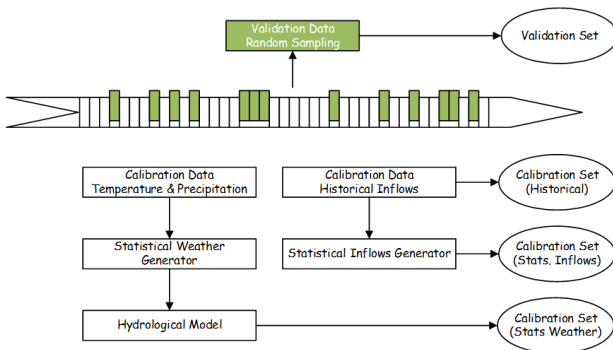 Validation Data
Random Sampling
Validation Set
Calibration Data
Temperature & Precipitation
Calibration Data
Historical Inflows
Calibration Set
(Historical)
Statistical Weather
Generator
Statistical Inflows Generator
Calibration Set
(Stats. Inflows)
Hydrological Model
Calibration Set
(Stats Weather)